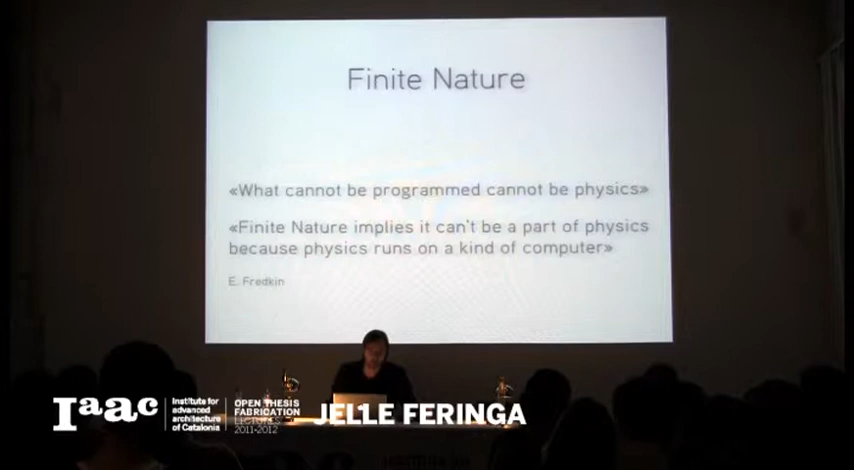 Finite Nature
«What cannot be programmed cannot be physics»
«Finite Nature implies it can't be a part of physics
because physics runs on a kind of computer»
E. Fredkin
Iaac
Institute for
advanced
architecture
of Catalonia
OPEN THESIS
FABRICATION
LECTURES
2011-2012
JELLE FERINGA